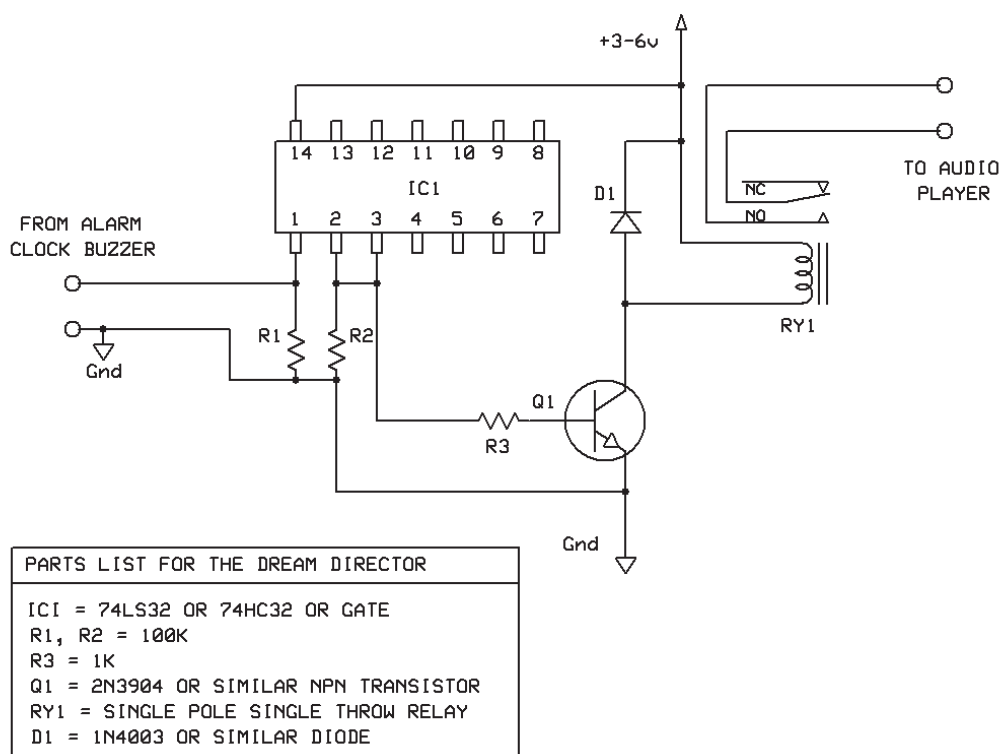 +3-6v
14 13 12 11 10 9 8
IC1
1 2 3 4 5 6 7
FROM ALARM
CLOCK BUZZER
D1
NC
NO
TO AUDIO
PLAYER
RY1
R1
R2
Gnd
Q1
R3
Gnd
PARTS LIST FOR THE DREAM DIRECTOR
ICI = 74LS32 OR 74HC32 OR GATE
R1, R2 = 100K
R3 = 1K
Q1 = 2N3904 OR SIMILAR NPN TRANSISTOR
RY1 = SINGLE POLE SINGLE THROW RELAY
D1 = 1N4003 OR SIMILAR DIODE